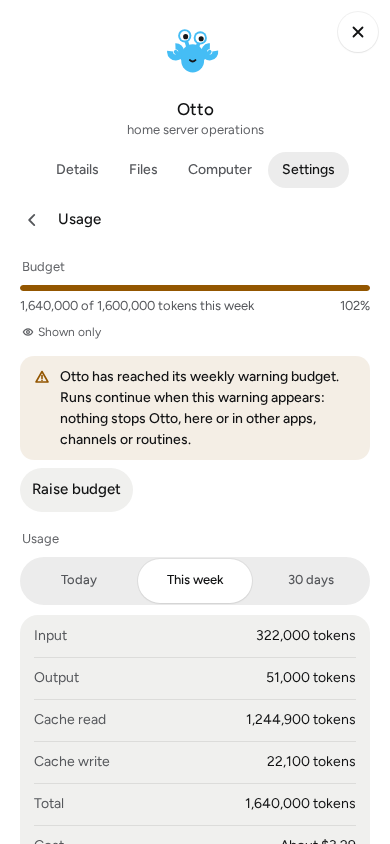 Otto
home server operations
Details Files Computer Settings
Usage
Budget
1,640,000 of 1,600,000 tokens this week 102%
Shown only
Otto has reached its weekly warning budget.
Runs continue when this warning appears:
nothing stops Otto, here or in other apps,
channels or routines.
Raise budget
Usage
Today This week 30 days
Input 322,000 tokens
Output 51,000 tokens
Cache read 1,244,900 tokens
Cache write 22,100 tokens
Total 1,640,000 tokens
Cost About $3.29